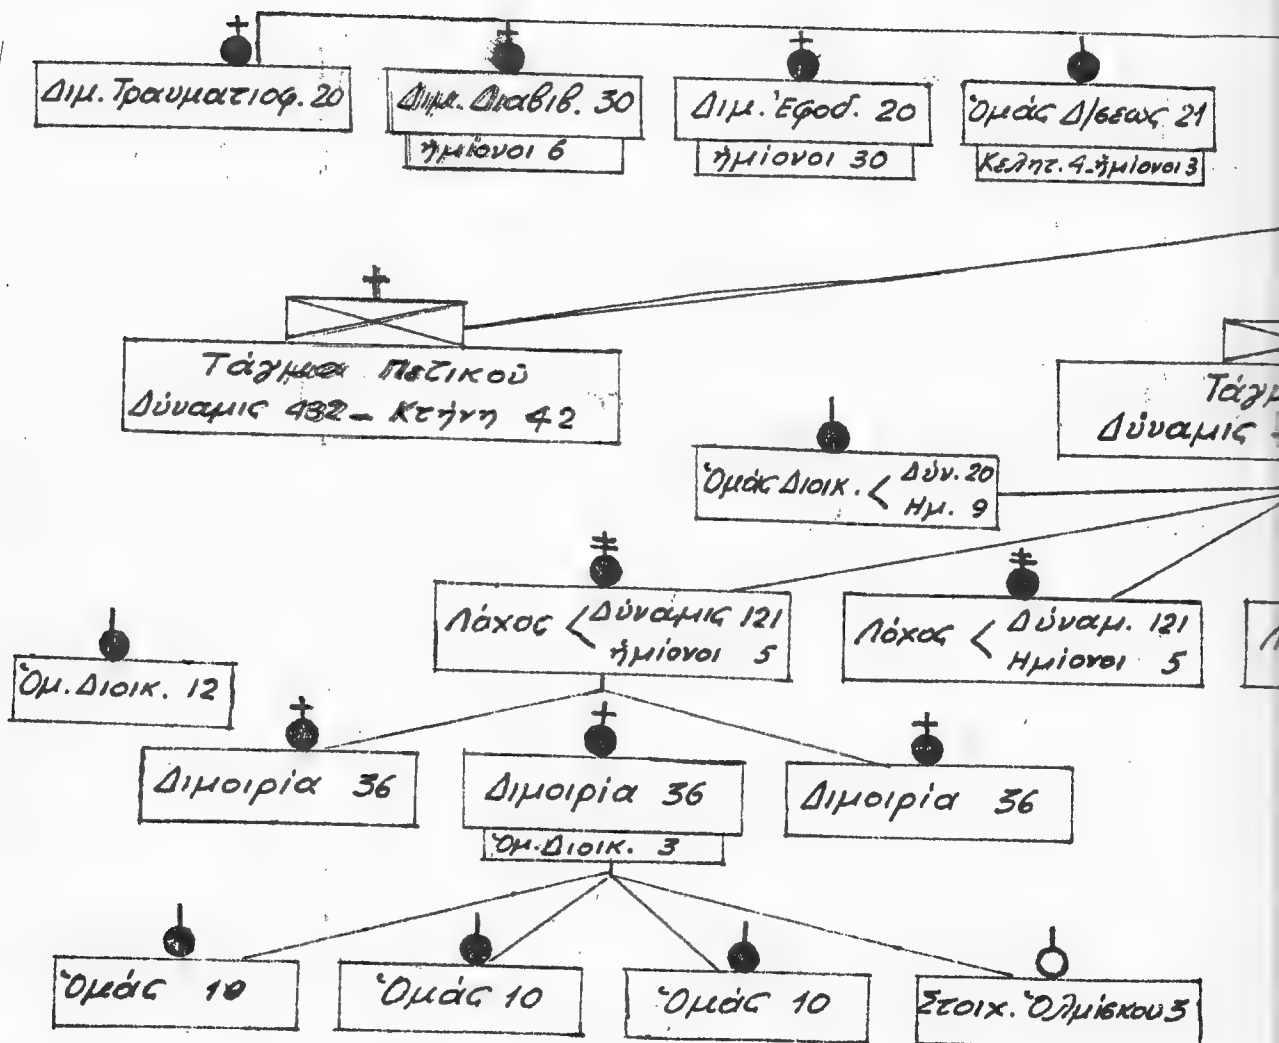 Διμ. Τραυματιοφ. 20
Διμ. Διαβιβ. 30
ἡμίονοι 6
Διμ. Ἐφοδ. 20
ἡμίονοι 30
Ὁμάς Δ/σεως 21
Κελητ. 4-ἡμίονοι 3
Τάγμα Πεζικοῦ
Δύναμις 432 - Κτήνη 42
Τάγμ
Δύναμις
Ὁμάς Διοικ. < Δύν. 20
Ημ. 9
Λόχος < Δύναμις 121
ἡμίονοι 5
Λόχος < Δύναμ. 121
Ημίονοι 5
Ὁμ. Διοικ. 12
Διμοιρία 36
Διμοιρία 36
Ὁμ. Διοικ. 3
Διμοιρία 36
Ὁμάς 10
Ὁμάς 10
Ὁμάς 10
Στοιχ. Ὁλμίσκου 3